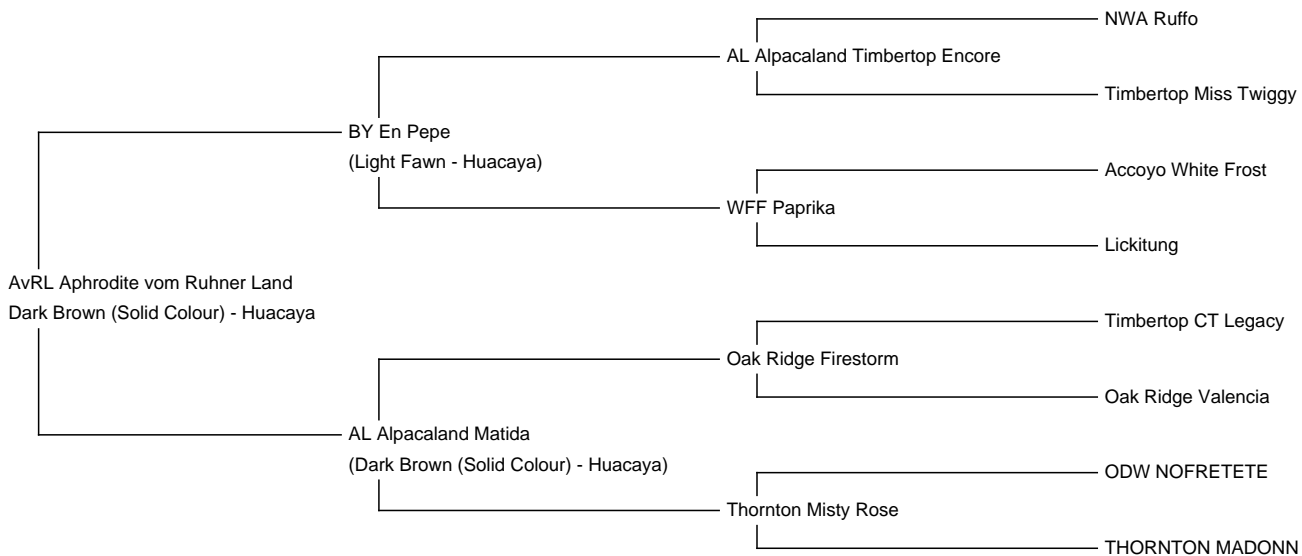 NWA Ruffo
AL Alpacaland Timbertop Encore
Timbertop Miss Twiggy
BY En Pepe
(Light Fawn - Huacaya)
Accoyo White Frost
WFF Paprika
Lickitung
AvRL Aphrodite vom Ruhner Land
Dark Brown (Solid Colour) - Huacaya
Timbertop CT Legacy
Oak Ridge Firestorm
Oak Ridge Valencia
AL Alpacaland Matida
(Dark Brown (Solid Colour) - Huacaya)
ODW NOFRETETE
Thornton Misty Rose
THORNTON MADONN